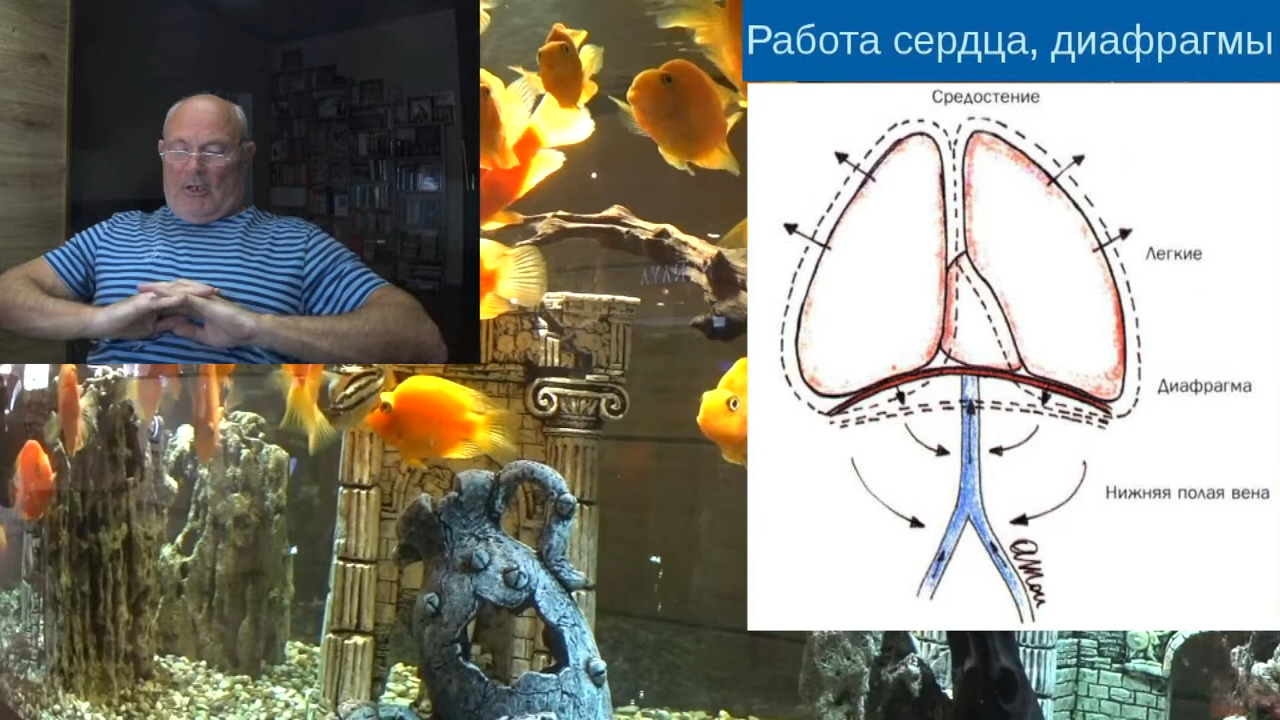 Работа сердца, диафрагмы
Средостение
Легкие
Диафрагма
Нижняя полая вена